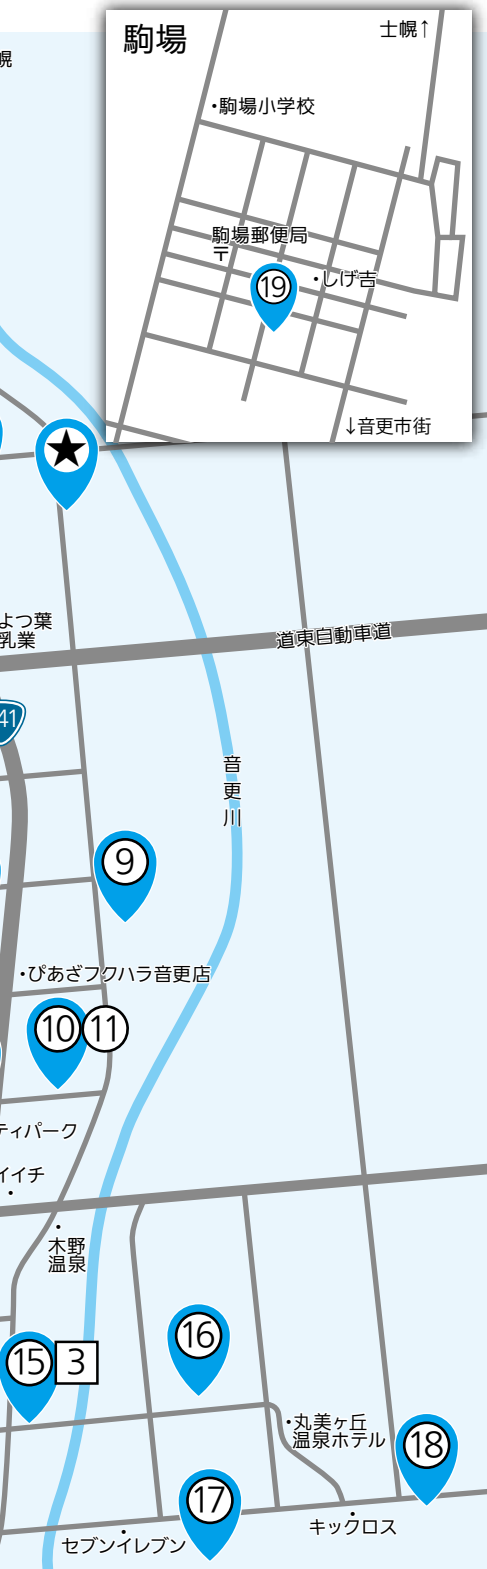 駒場
士幌↑
幌
・駒場小学校
駒場郵便局
〒
・しげ吉
19
↓音更市街
★
よつ葉
乳業
道東自動車道
41
音更川
9
・ぴあざフクハラ音更店
10 11
ティパーク
イイチ
・
・
木野
温泉
15 3
16
・丸美ヶ丘
温泉ホテル
18
17
・
キックロス
・
セブンイレブン